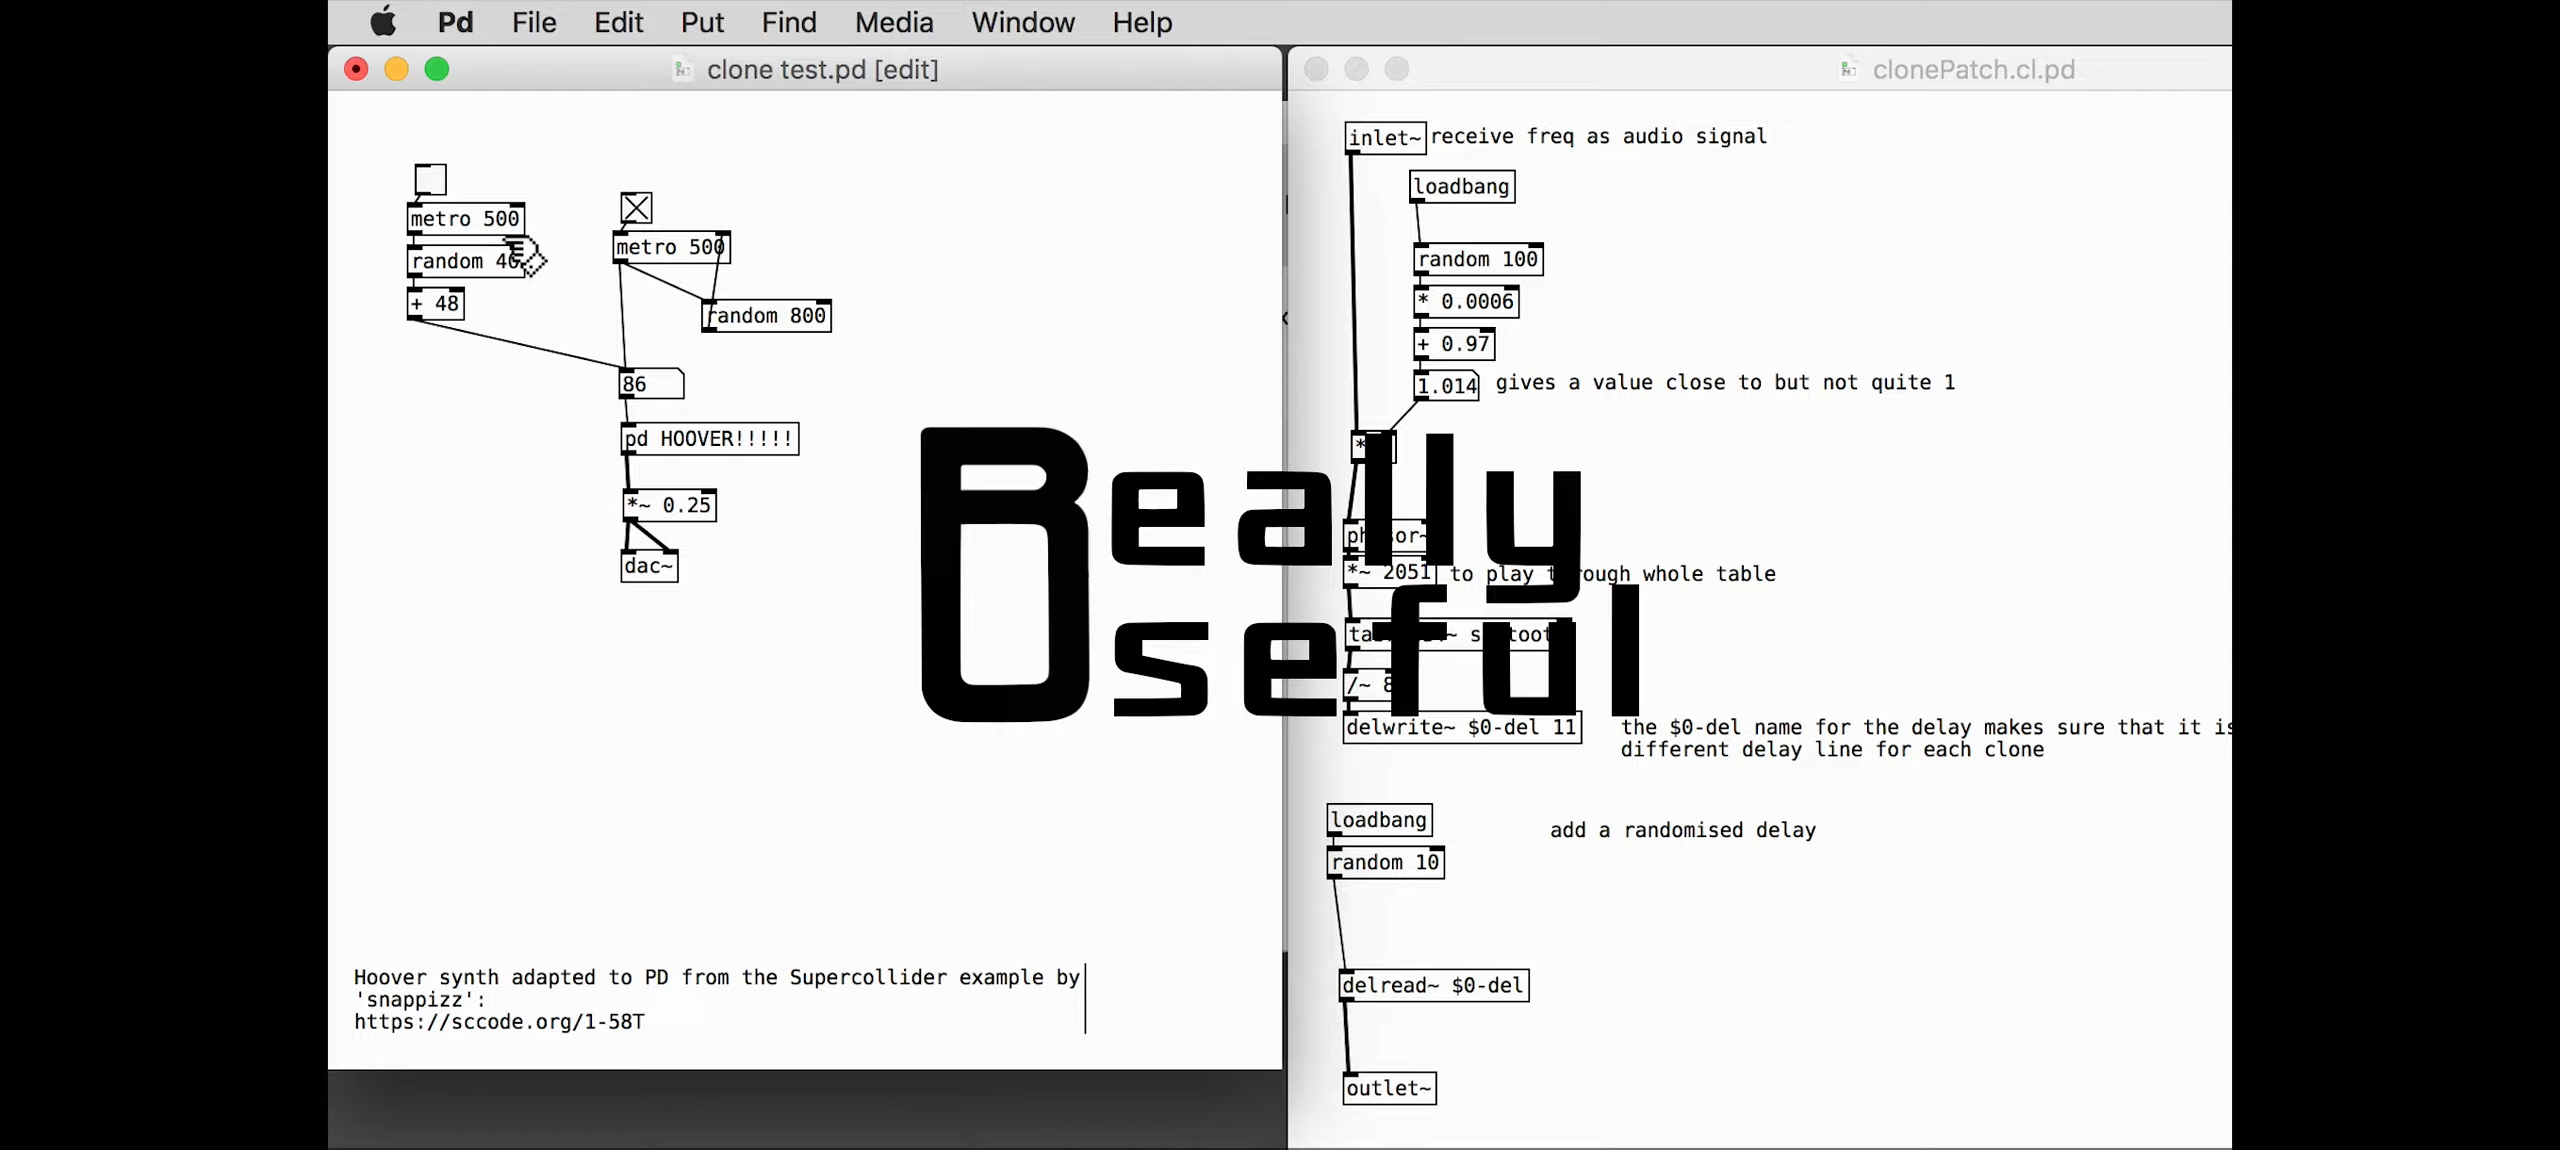 Pd File Edit Put Find Media Window Help
clone test.pd [edit]
metro 500
random 40
+ 48
metro 500
random 800
86
pd HOOVER!!!!!
*~ 0.25
dac~
Hoover synth adapted to PD from the Supercollider example by
'snappizz':
https://sccode.org/1-58T
Really
Useful
clonePatch.cl.pd
inlet~ receive freq as audio signal
loadbang
random 100
* 0.0006
+ 0.97
1.014 gives a value close to but not quite 1
phasor~
*~ 2051 to play through whole table
/~ 8
delwrite~ $0-del 11 the $0-del name for the delay makes sure that it is
different delay line for each clone
loadbang
add a randomised delay
random 10
delread~ $0-del
outlet~